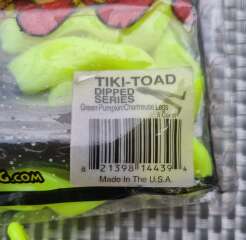 TIKI-TOAD
DIPPED
SERIES
Green Pumpkin/Chartreuse Legs
8 21398 14439 4
G.COM
Made In The U.S.A.